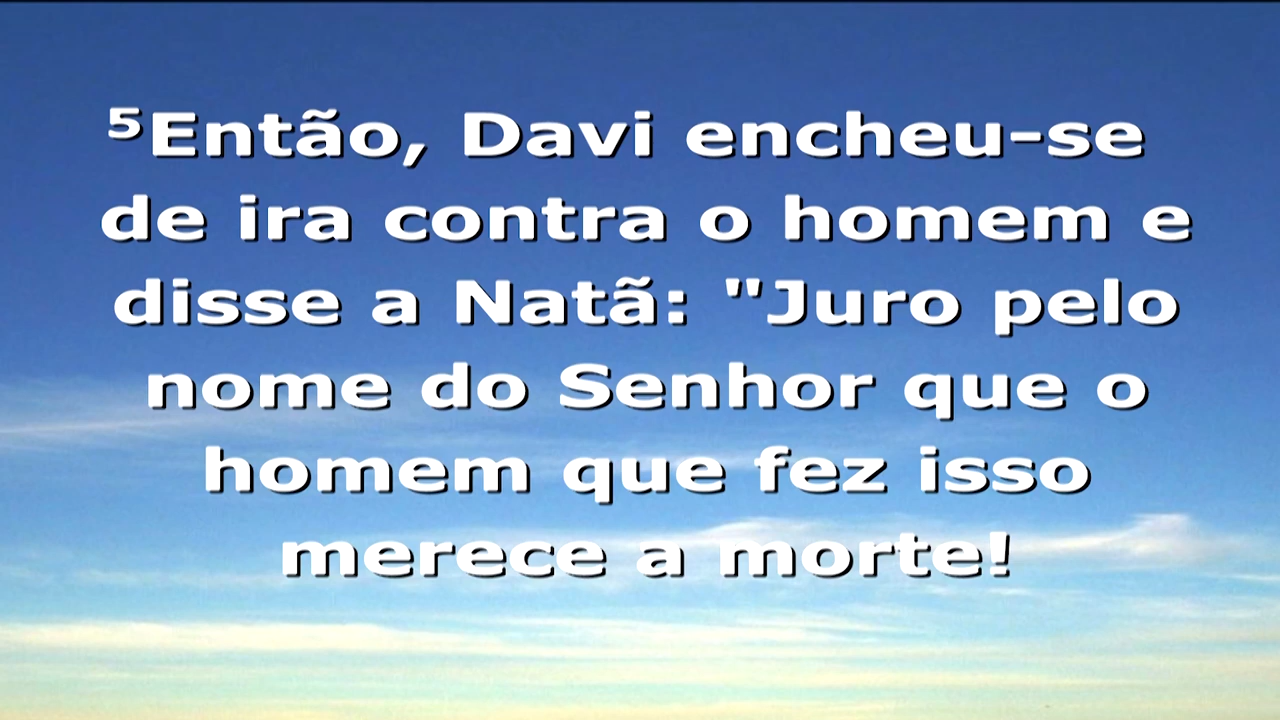 ⁵Então, Davi encheu-se
de ira contra o homem e
disse a Natã: "Juro pelo
nome do Senhor que o
homem que fez isso
merece a morte!